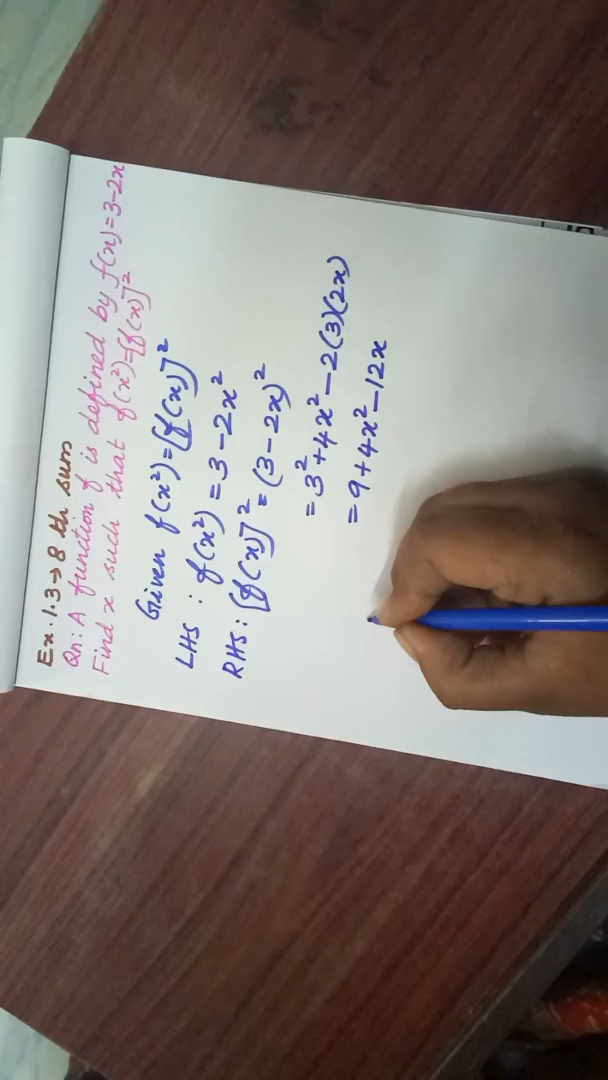 Ex.1.3→8 th sum
Qn: A function f is defined by f(x)=3-2x
Find x such that f(x²)=[f(x)]²
Given f(x²)=[f(x)]²
LHS : f(x²)=3-2x²
RHS: [f(x)]²=(3-2x)²
=3²+4x²-2(3)(2x)
=9+4x²-12x